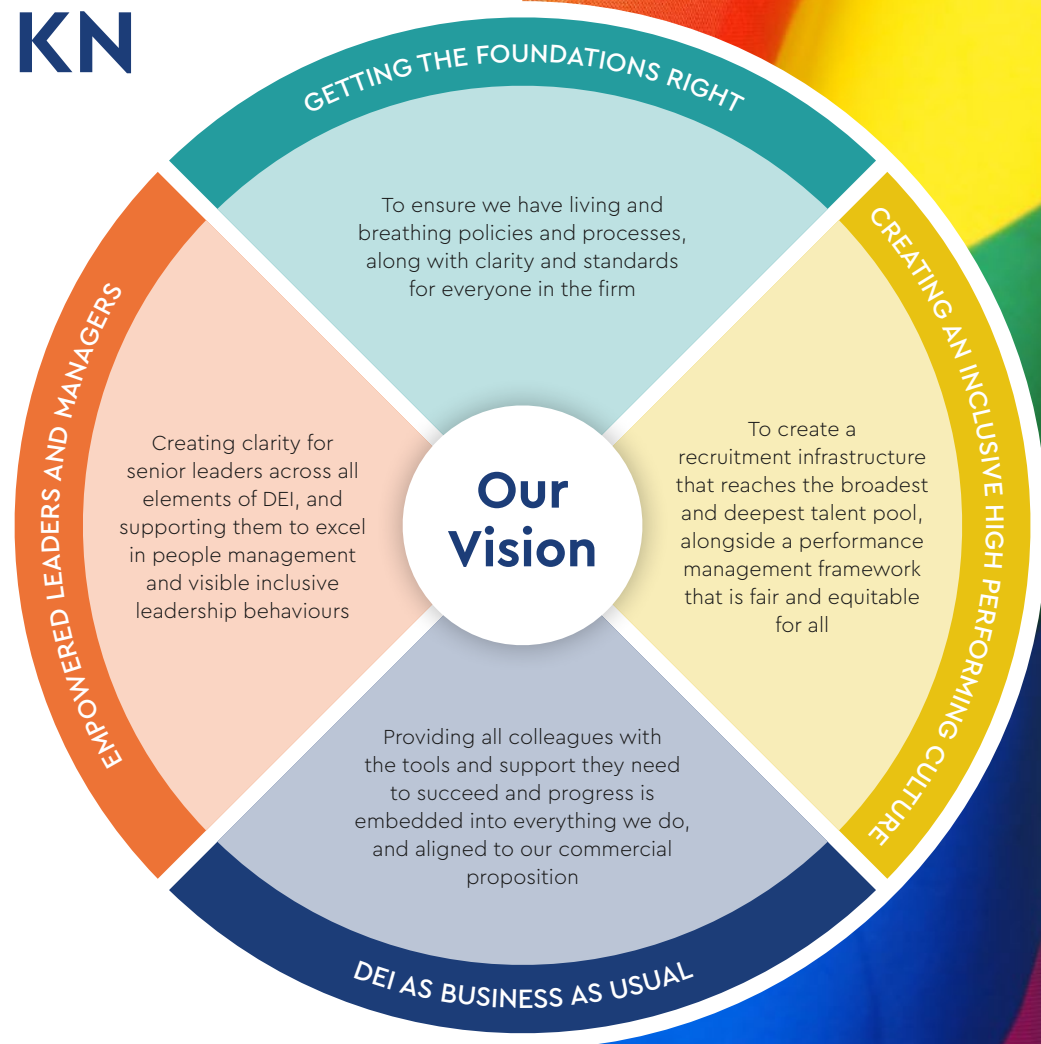 KN
GETTING THE FOUNDATIONS RIGHT
To ensure we have living and
breathing policies and processes,
along with clarity and standards
for everyone in the firm
CREATING AN INCLUSIVE HIGH PERFORMING CULTURE
To create a
recruitment infrastructure
that reaches the broadest
and deepest talent pool,
alongside a performance
management framework
that is fair and equitable
for all
DEI AS BUSINESS AS USUAL
Providing all colleagues with
the tools and support they need
to succeed and progress is
embedded into everything we do,
and aligned to our commercial
proposition
EMPOWERED LEADERS AND MANAGERS
Creating clarity for
senior leaders across all
elements of DEI, and
supporting them to excel
in people management
and visible inclusive
leadership behaviours
Our
Vision